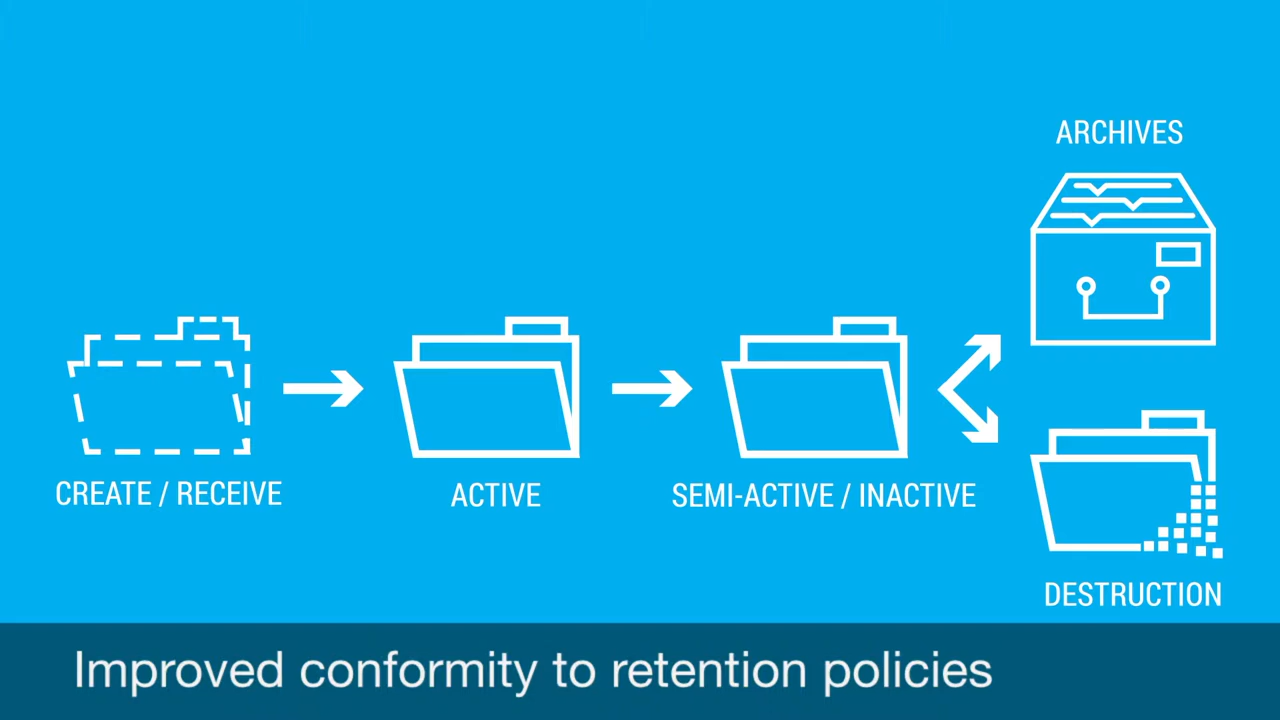 ARCHIVES
CREATE / RECEIVE
ACTIVE
SEMI-ACTIVE / INACTIVE
DESTRUCTION
Improved conformity to retention policies